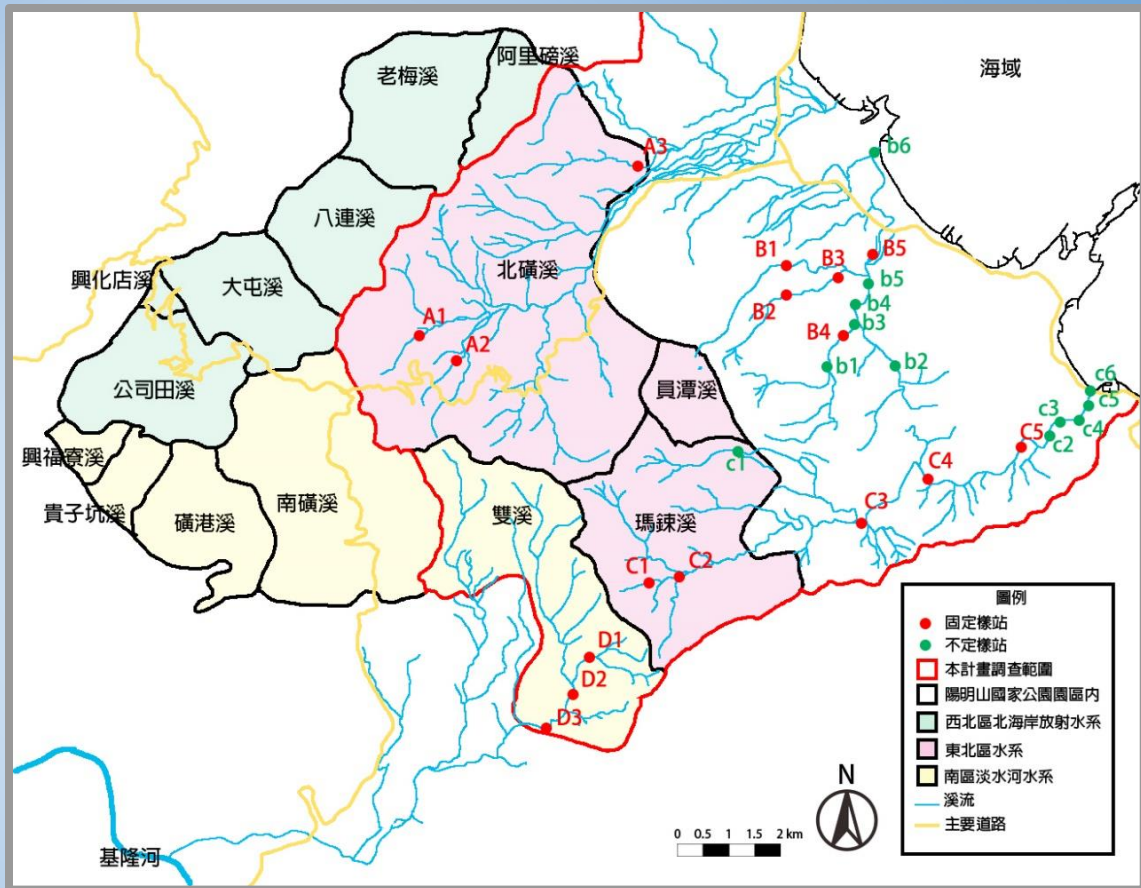 阿里磅溪
老梅溪
海域
b6
A3
八連溪
北磺溪
B1
B3
B5
b5
B2
b4
b3
興化店溪
大屯溪
A1
A2
B4
b1
b2
公司田溪
員潭溪
c6
c5
c3
c4
C5
c2
興福寮溪
c1
C4
貴子坑溪
磺港溪
南磺溪
雙溪
瑪鋉溪
C3
C1
C2
D1
D2
D3
圖例
固定樣站
不定樣站
本計畫調查範圍
陽明山國家公園園區內
西北區北海岸放射水系
東北區水系
南區淡水河水系
溪流
主要道路
N
0 0.5 1 1.5 2 km
基隆河